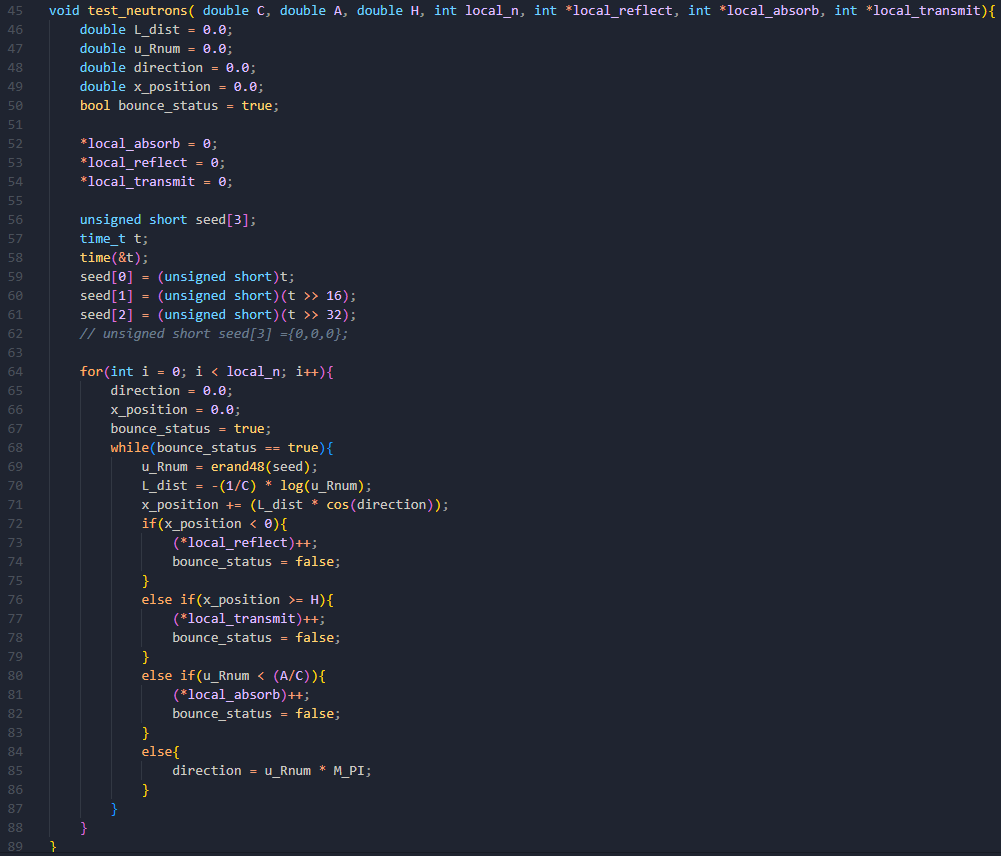 45 void test_neutrons( double C, double A, double H, int local_n, int *local_reflect, int *local_absorb, int *local_transmit){
46     double L_dist = 0.0;
47     double u_Rnum = 0.0;
48     double direction = 0.0;
49     double x_position = 0.0;
50     bool bounce_status = true;
51
52     *local_absorb = 0;
53     *local_reflect = 0;
54     *local_transmit = 0;
55
56     unsigned short seed[3];
57     time_t t;
58     time(&t);
59     seed[0] = (unsigned short)t;
60     seed[1] = (unsigned short)(t >> 16);
61     seed[2] = (unsigned short)(t >> 32);
62     // unsigned short seed[3] ={0,0,0};
63
64     for(int i = 0; i < local_n; i++){
65         direction = 0.0;
66         x_position = 0.0;
67         bounce_status = true;
68         while(bounce_status == true){
69             u_Rnum = erand48(seed);
70             L_dist = -(1/C) * log(u_Rnum);
71             x_position += (L_dist * cos(direction));
72             if(x_position < 0){
73                 (*local_reflect)++;
74                 bounce_status = false;
75             }
76             else if(x_position >= H){
77                 (*local_transmit)++;
78                 bounce_status = false;
79             }
80             else if(u_Rnum < (A/C)){
81                 (*local_absorb)++;
82                 bounce_status = false;
83             }
84             else{
85                 direction = u_Rnum * M_PI;
86             }
87         }
88     }
89 }